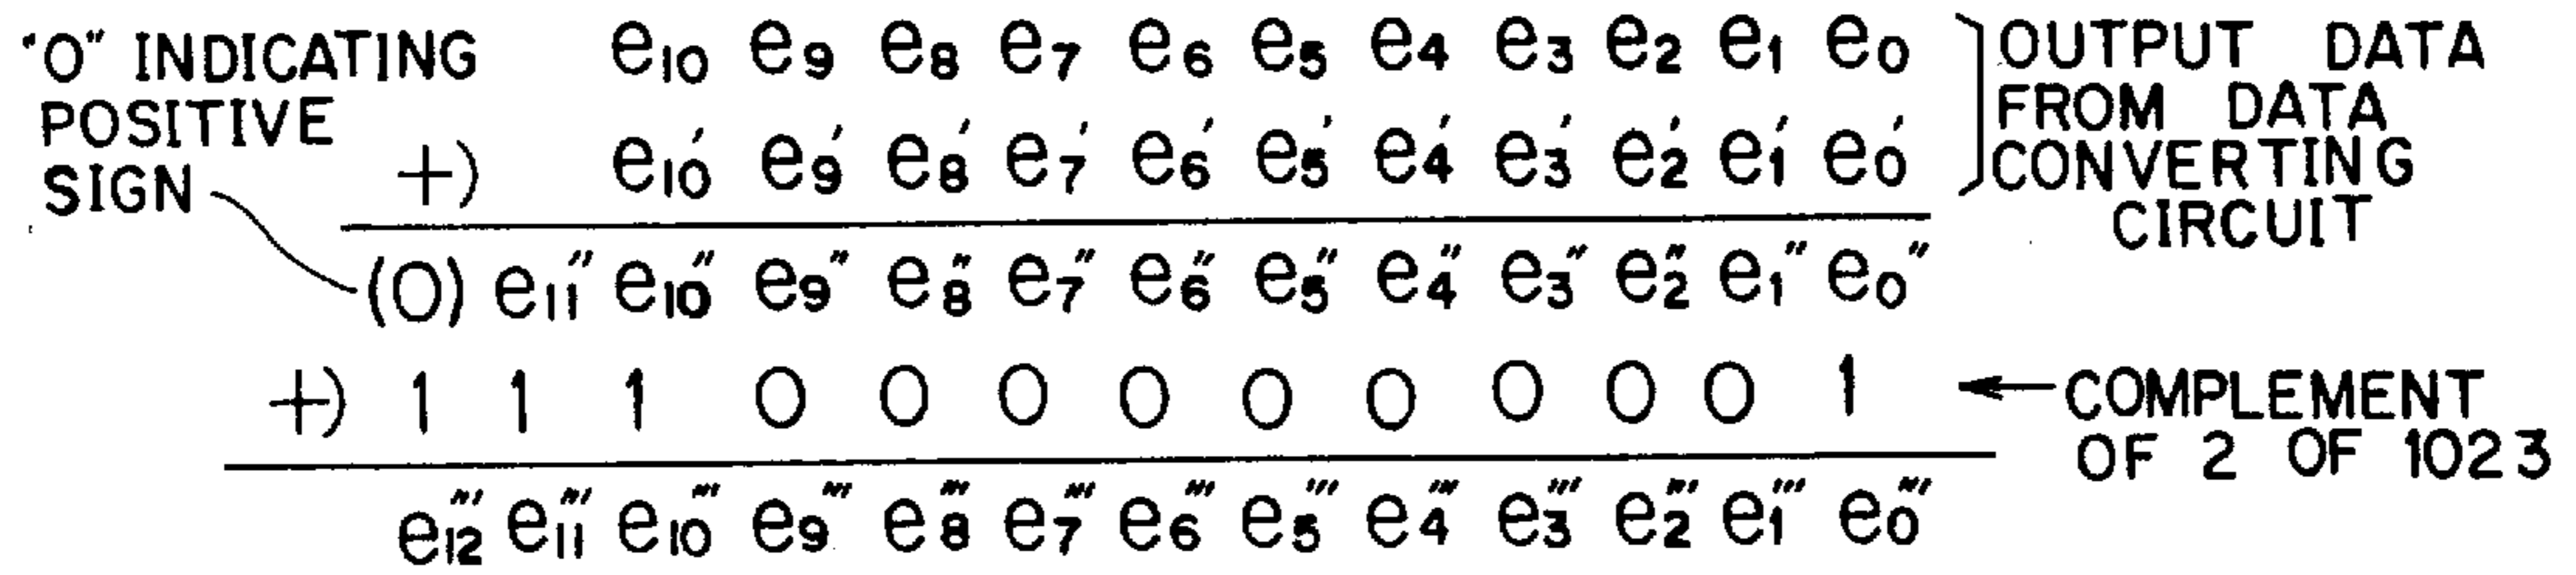 "0" INDICATING POSITIVE SIGN
e₁₀ e₉ e₈ e₇ e₆ e₅ e₄ e₃ e₂ e₁ e₀
+) e₁₀′ e₉′ e₈′ e₇′ e₆′ e₅′ e₄′ e₃′ e₂′ e₁′ e₀′
OUTPUT DATA
FROM DATA
CONVERTING
CIRCUIT
(0) e₁₁″ e₁₀″ e₉″ e₈″ e₇″ e₆″ e₅″ e₄″ e₃″ e₂″ e₁″ e₀″
+) 1 1 1 0 0 0 0 0 0 0 0 0 1
COMPLEMENT
OF 2 OF 1023
e₁₂‴ e₁₁‴ e₁₀‴ e₉‴ e₈‴ e₇‴ e₆‴ e₅‴ e₄‴ e₃‴ e₂‴ e₁‴ e₀‴